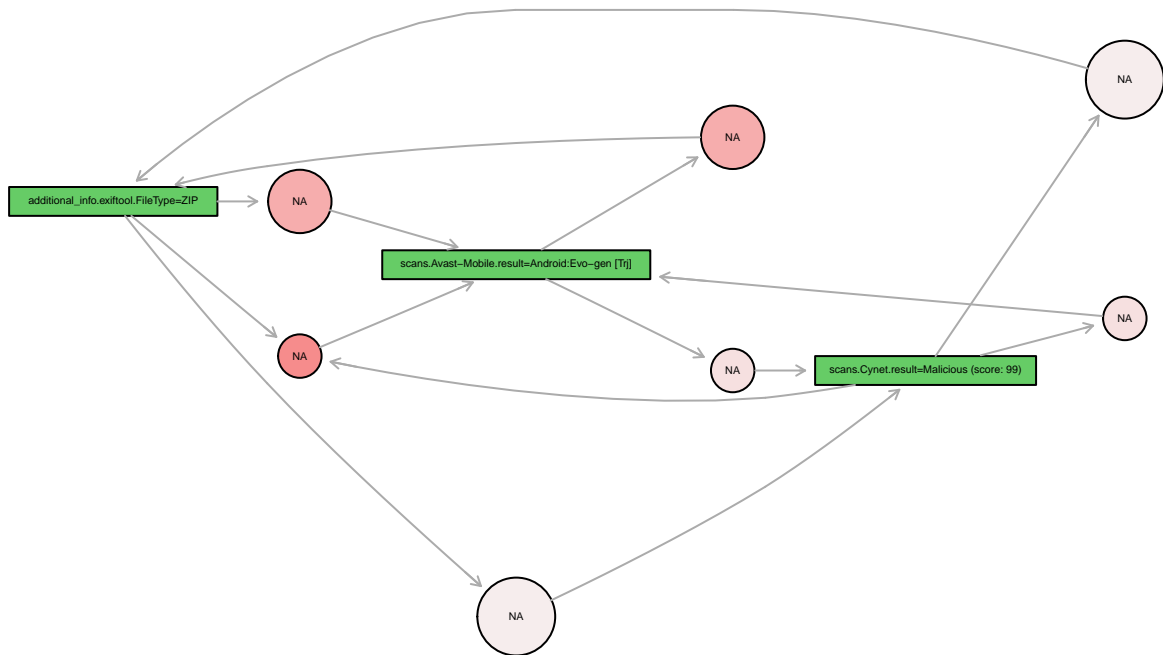 NA
NA
additional_info.exiftool.FileType=ZIP
NA
scans.Avast−Mobile.result=Android:Evo−gen [Trj]
NA
NA
NA
scans.Cynet.result=Malicious (score: 99)
NA